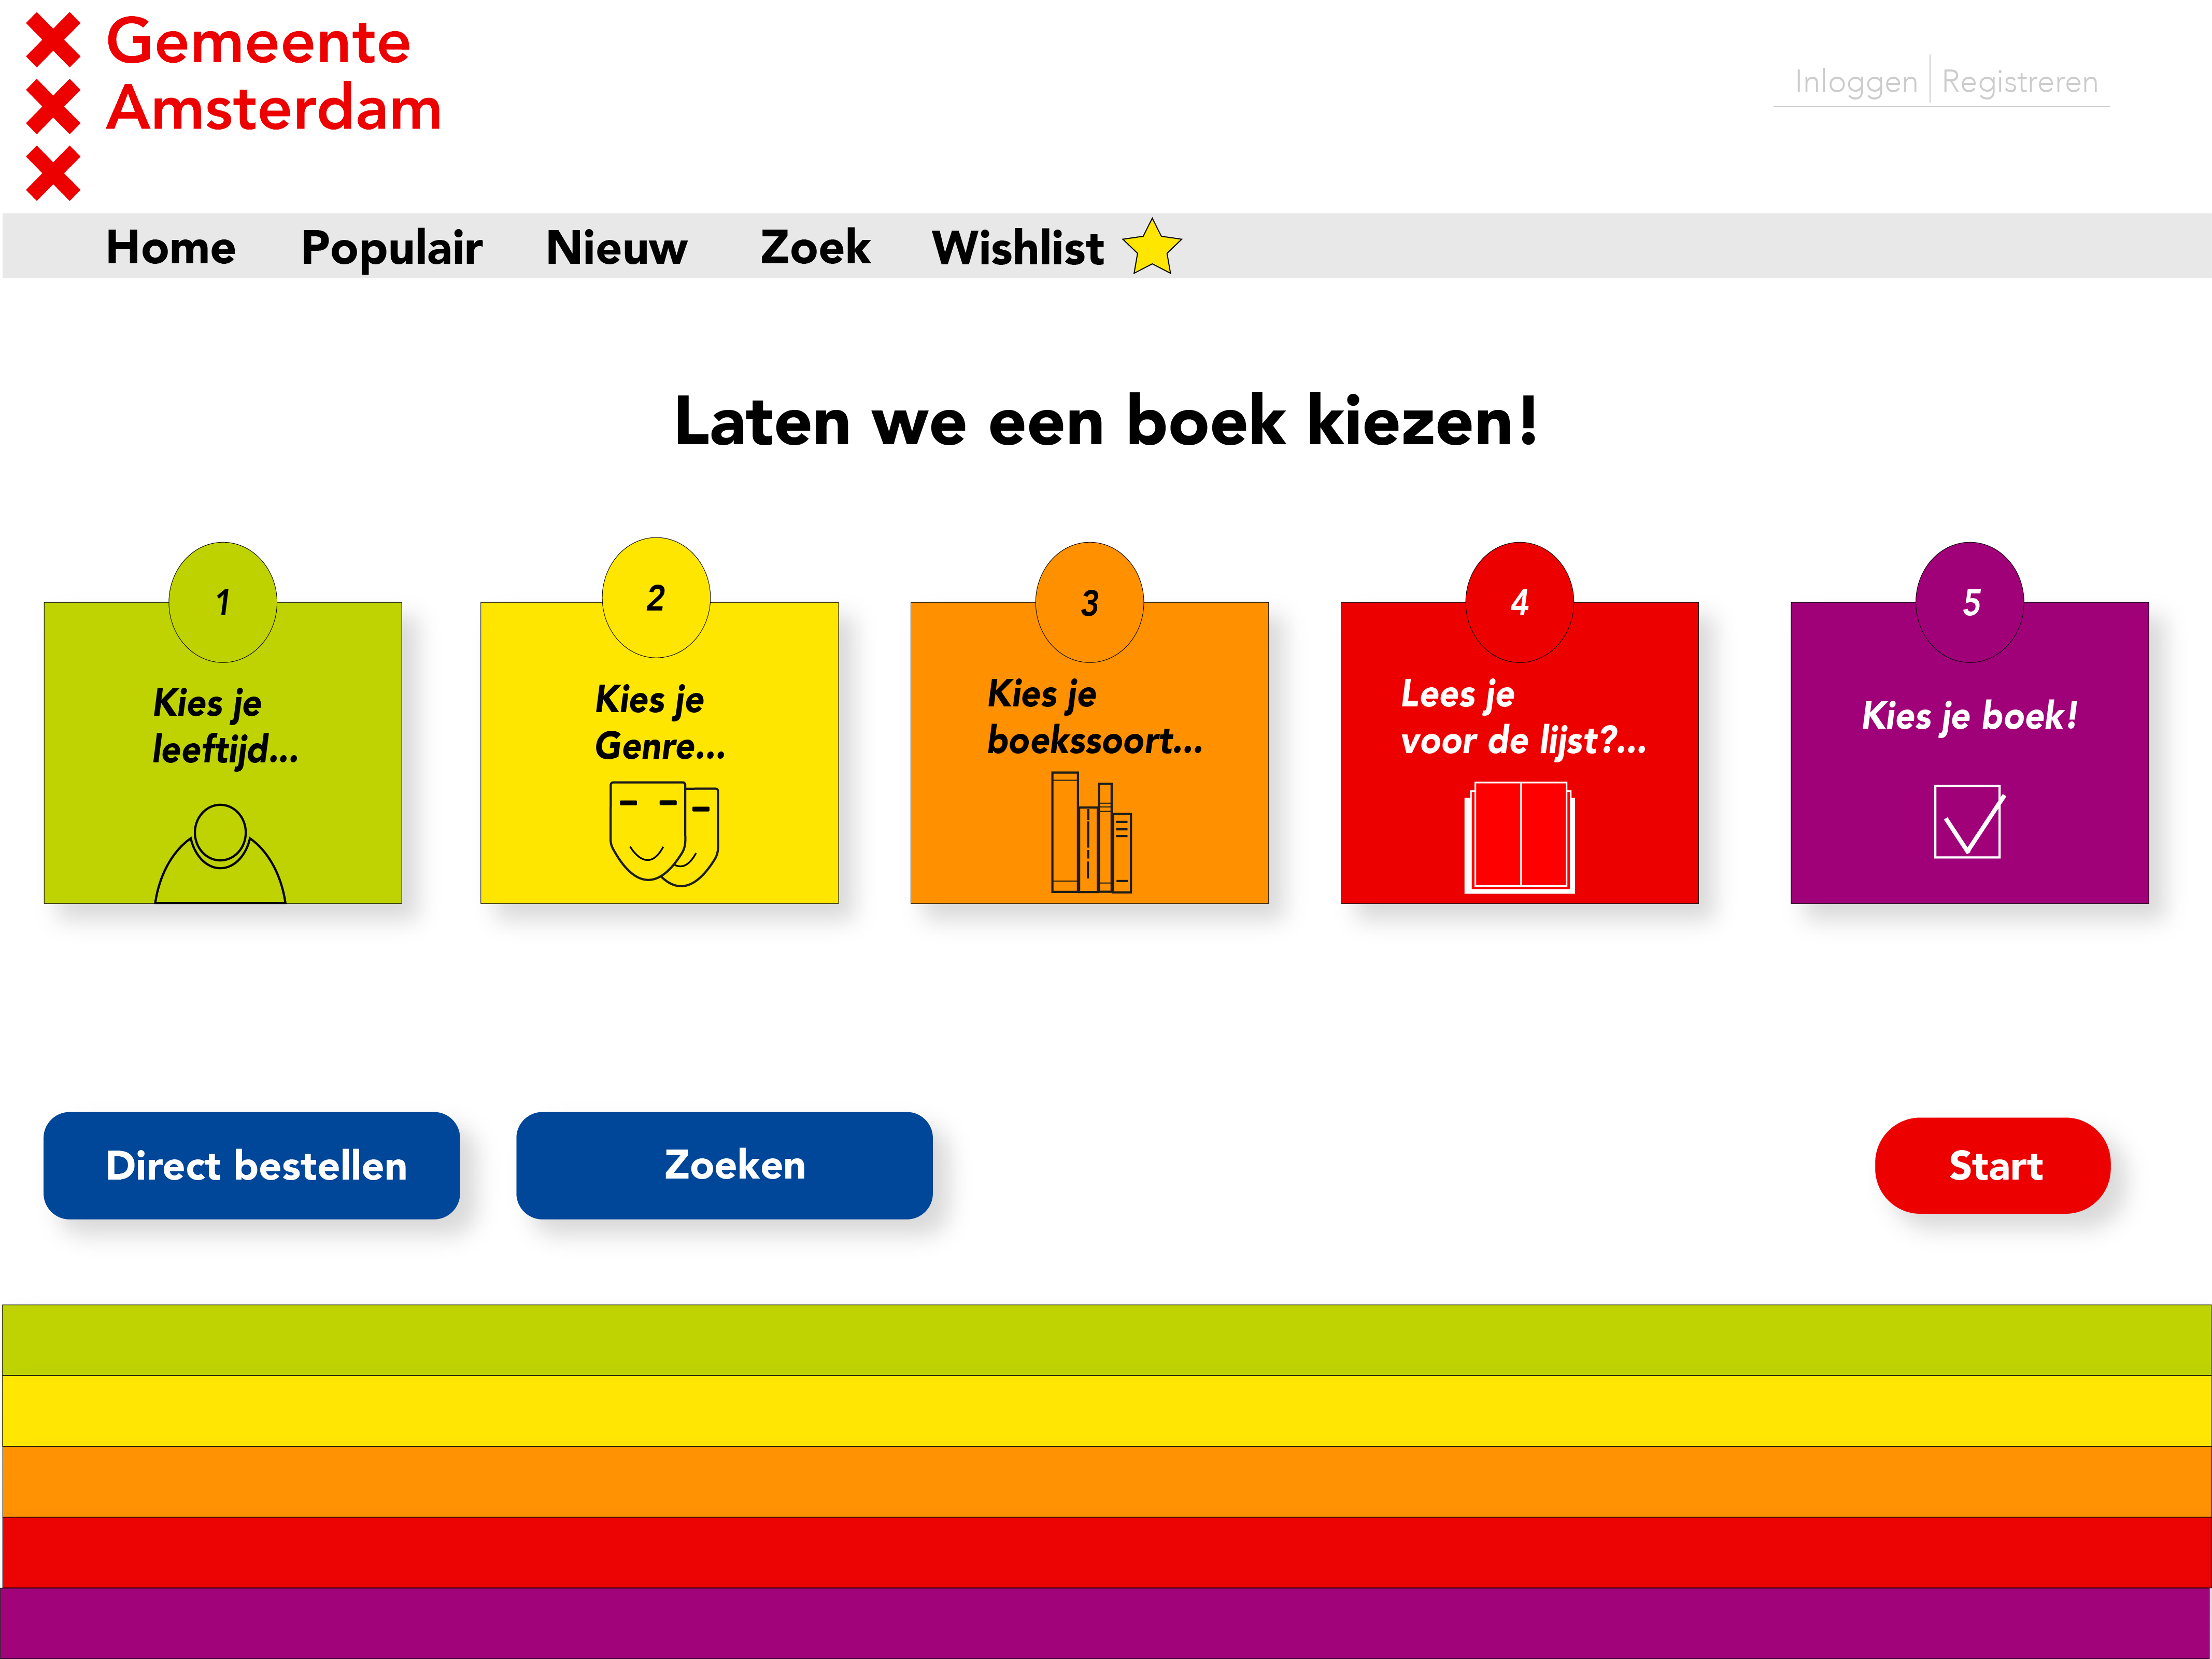 Gemeente
Amsterdam
Inloggen Registreren
Home Populair Nieuw Zoek Wishlist
Laten we een boek kiezen!
1
Kies je
leeftijd...
2
Kies je
Genre...
3
Kies je
boekssoort...
4
Lees je
voor de lijst?...
5
Kies je boek!
Direct bestellen
Zoeken
Start